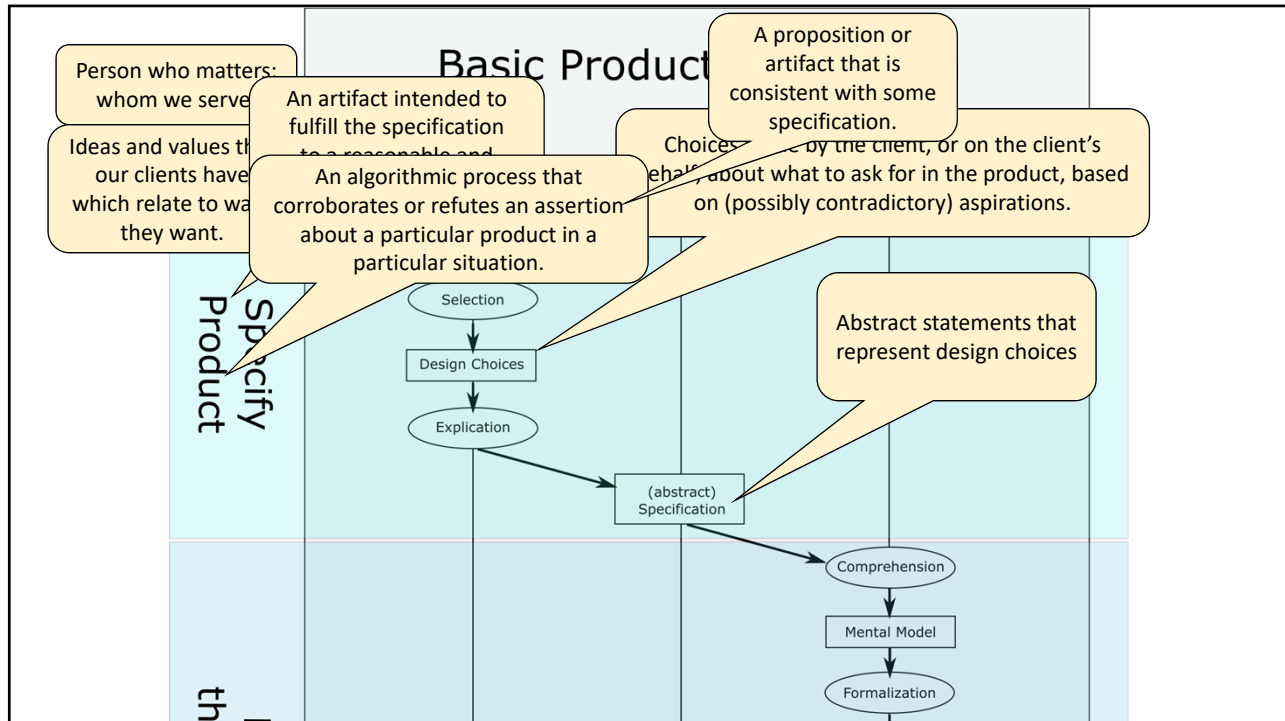 Basic Product
A proposition or
artifact that is
consistent with some
specification.
Person who matters;
whom we serve
An artifact intended to
fulfill the specification
to a reasonable and
Ideas and values
our clients have
which relate to
they want.
An algorithmic process that
corroborates or refutes an assertion
about a particular product in a
particular situation.
Choices by the client, or on the client's
about what to ask for in the product, based
on (possibly contradictory) aspirations.
Abstract statements that
represent design choices
Specify
Product
Selection
Design Choices
Explication
(abstract)
Specification
Comprehension
Mental Model
Formalization
th